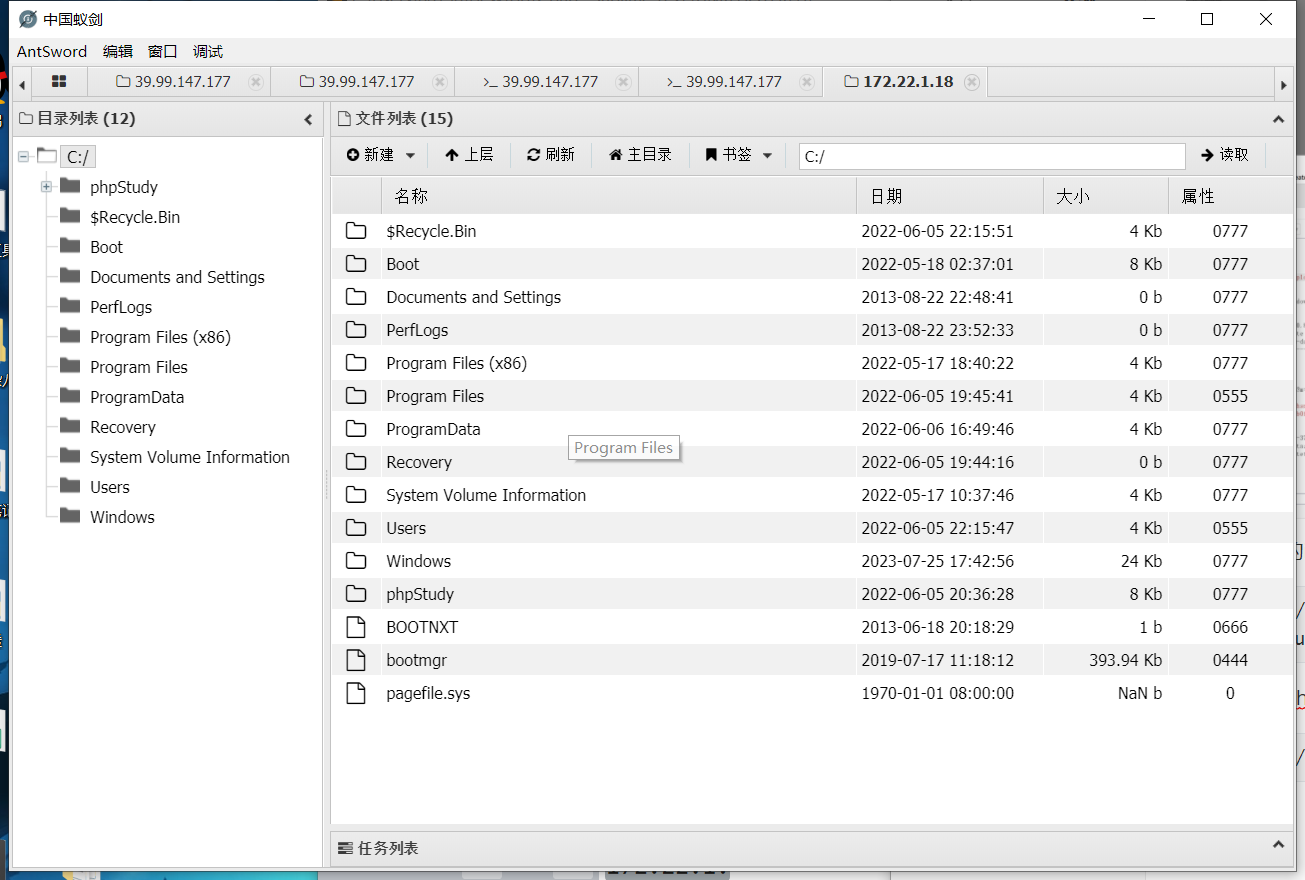 中国蚁剑
AntSword 编辑 窗口 调试
39.99.147.177 39.99.147.177 >_ 39.99.147.177 >_ 39.99.147.177 172.22.1.18
目录列表 (12)
C:/
phpStudy
$Recycle.Bin
Boot
Documents and Settings
PerfLogs
Program Files (x86)
Program Files
ProgramData
Recovery
System Volume Information
Users
Windows
文件列表 (15)
新建 上层 刷新 主目录 书签 C:/ 读取
名称 日期 大小 属性
$Recycle.Bin 2022-06-05 22:15:51 4 Kb 0777
Boot 2022-05-18 02:37:01 8 Kb 0777
Documents and Settings 2013-08-22 22:48:41 0 b 0777
PerfLogs 2013-08-22 23:52:33 0 b 0777
Program Files (x86) 2022-05-17 18:40:22 4 Kb 0777
Program Files 2022-06-05 19:45:41 4 Kb 0555
ProgramData 2022-06-06 16:49:46 4 Kb 0777
Program Files
Recovery 2022-06-05 19:44:16 0 b 0777
System Volume Information 2022-05-17 10:37:46 4 Kb 0777
Users 2022-06-05 22:15:47 4 Kb 0555
Windows 2023-07-25 17:42:56 24 Kb 0777
phpStudy 2022-06-05 20:36:28 8 Kb 0777
BOOTNXT 2013-06-18 20:18:29 1 b 0666
bootmgr 2019-07-17 11:18:12 393.94 Kb 0444
pagefile.sys 1970-01-01 08:00:00 NaN b 0
任务列表